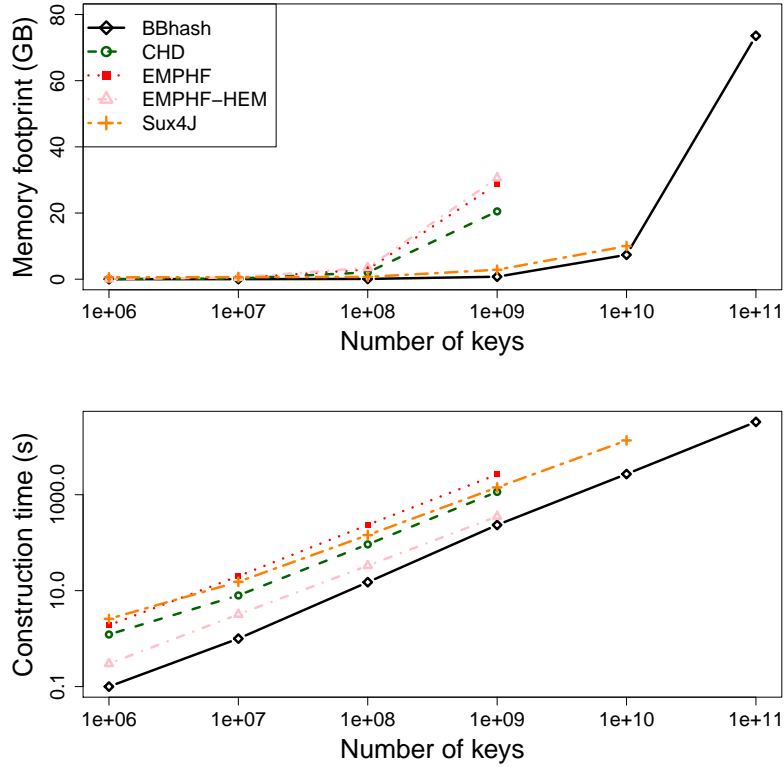 Memory footprint (GB)
80
60
40
20
0
BBhash
CHD
EMPHF
EMPHF−HEM
Sux4J
1e+06 1e+07 1e+08 1e+09 1e+10 1e+11
Number of keys
Construction time (s)
1000.0
10.0
0.1
1e+06 1e+07 1e+08 1e+09 1e+10 1e+11
Number of keys